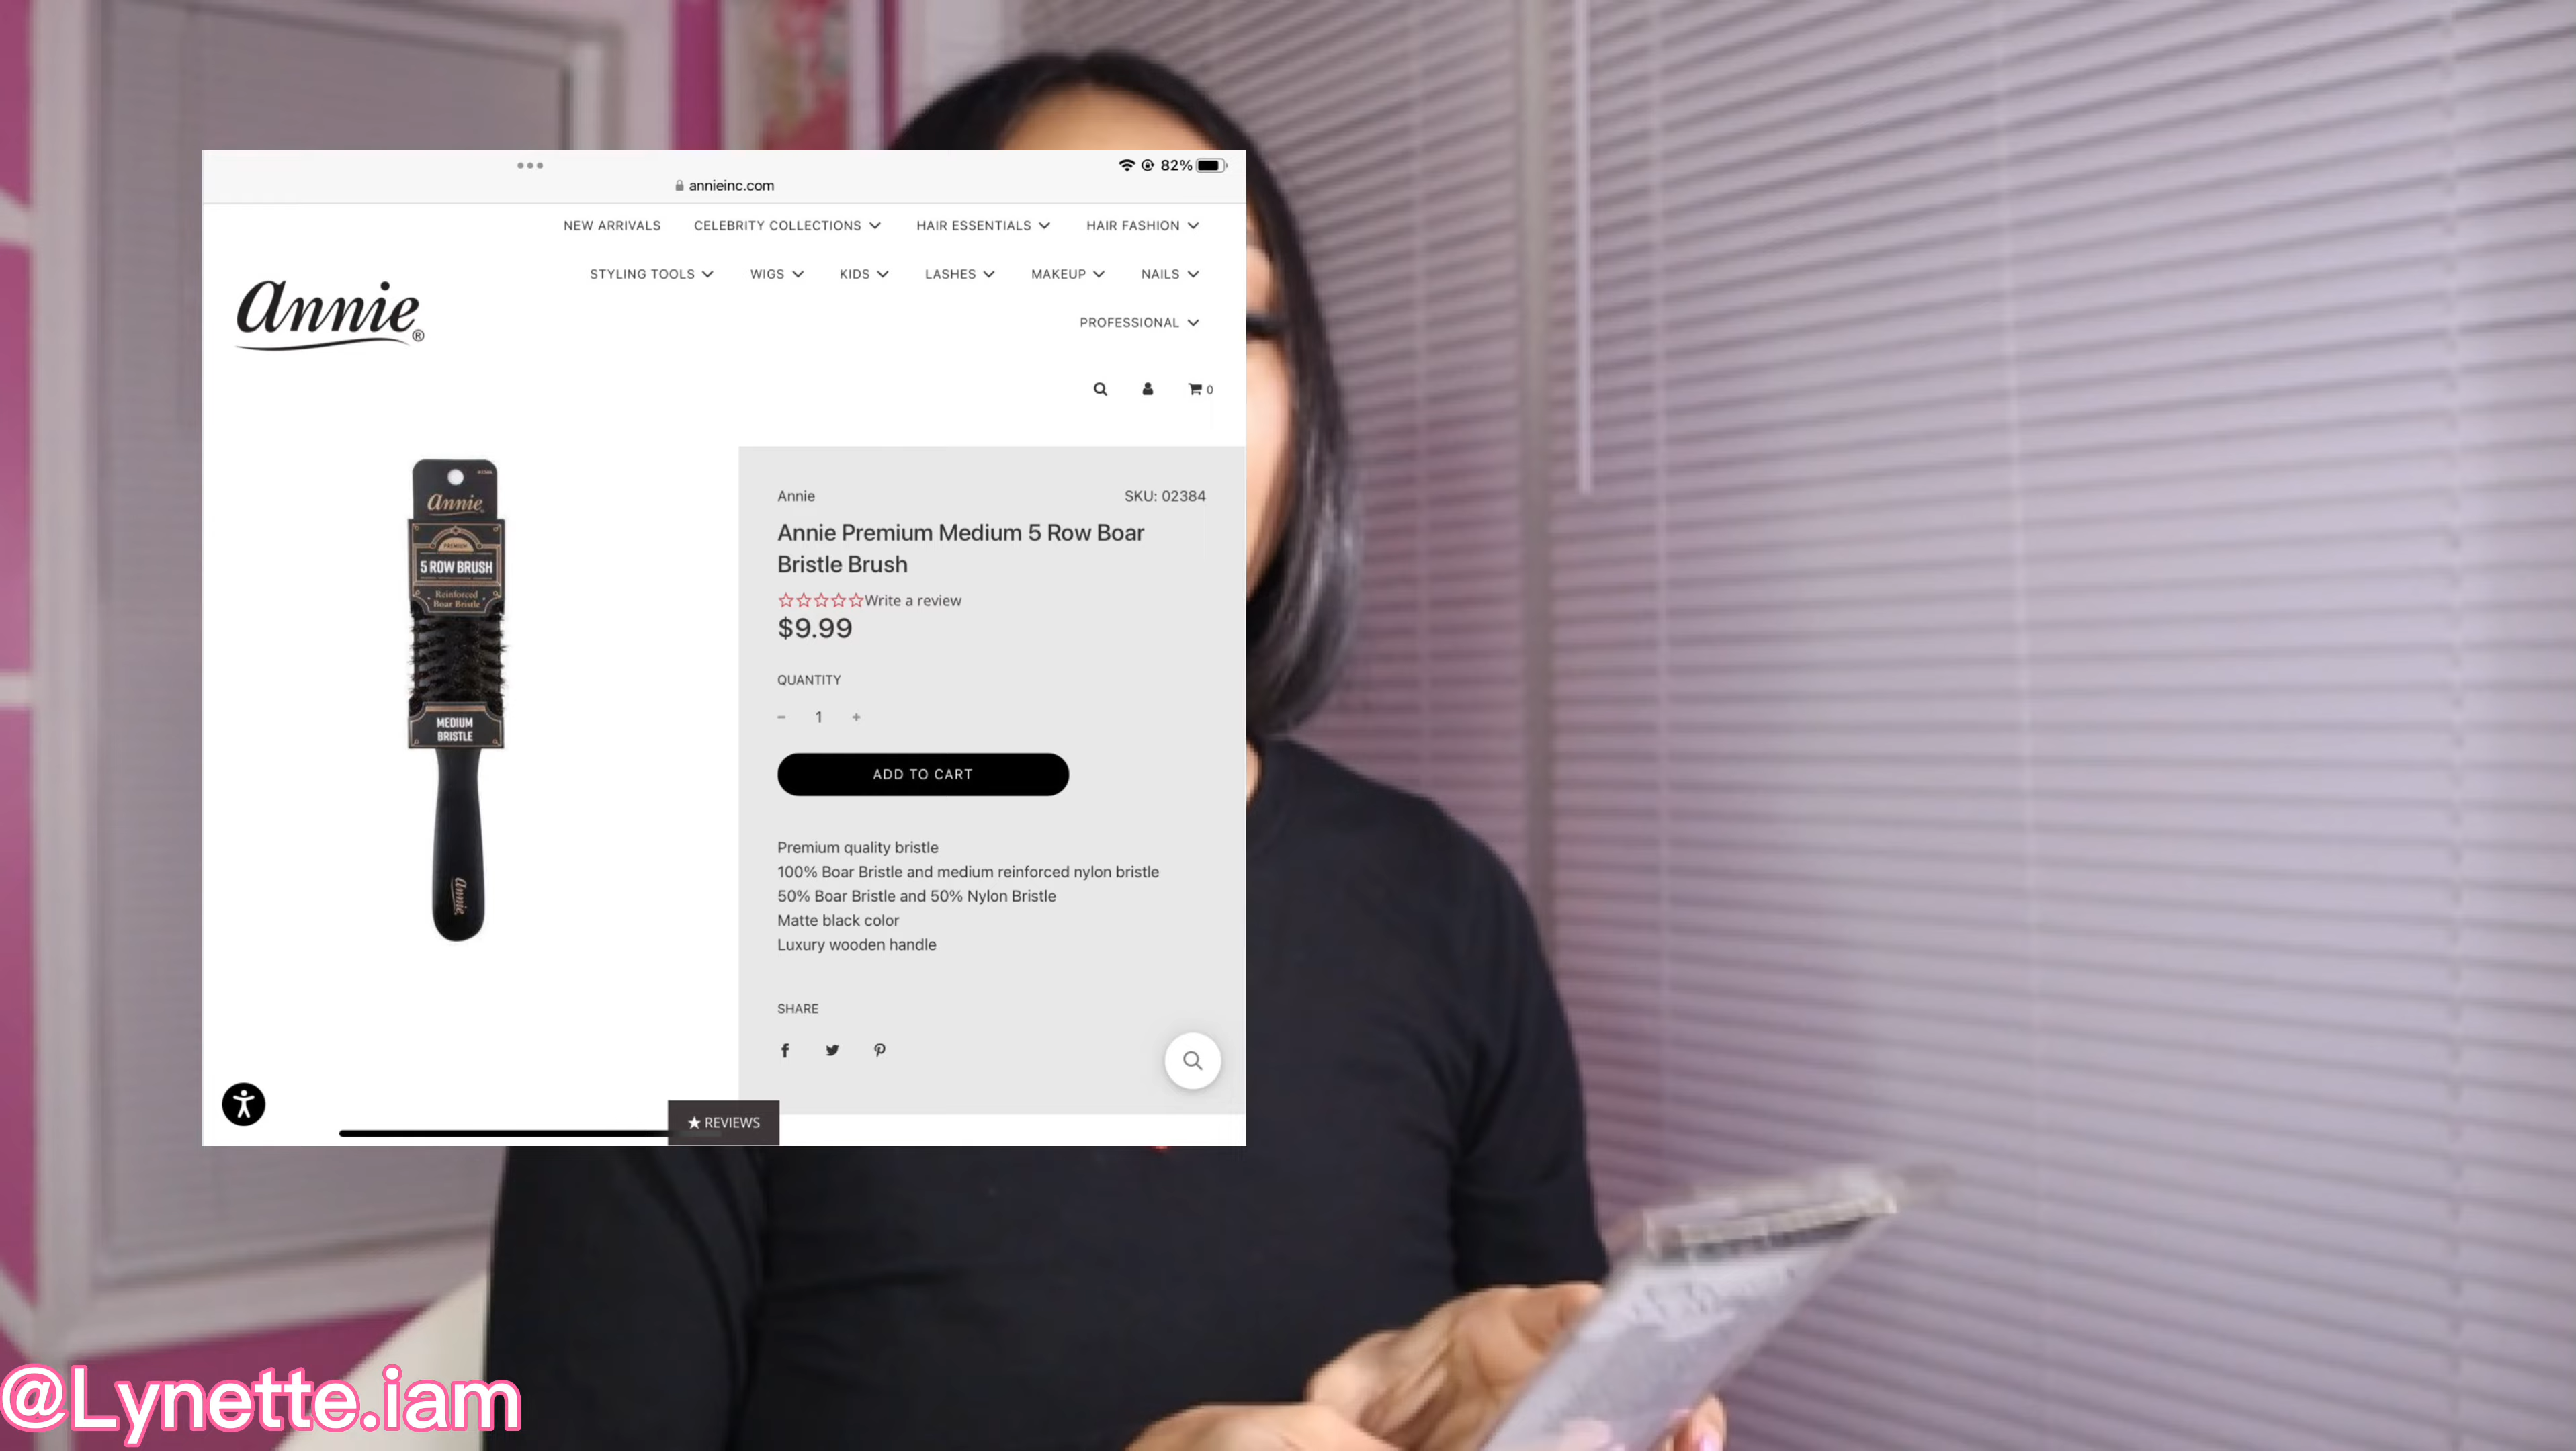 82%
annieinc.com
NEW ARRIVALS CELEBRITY COLLECTIONS HAIR ESSENTIALS HAIR FASHION
STYLING TOOLS WIGS KIDS LASHES MAKEUP NAILS
PROFESSIONAL
Annie®
0
Annie
PREMIUM
5 ROW BRUSH
Reinforced
Boar Bristle
MEDIUM
BRISTLE
Annie
Annie SKU: 02384
Annie Premium Medium 5 Row Boar
Bristle Brush
Write a review
$9.99
QUANTITY
− 1 +
ADD TO CART
Premium quality bristle
100% Boar Bristle and medium reinforced nylon bristle
50% Boar Bristle and 50% Nylon Bristle
Matte black color
Luxury wooden handle
SHARE
★ REVIEWS
@Lynette.iam